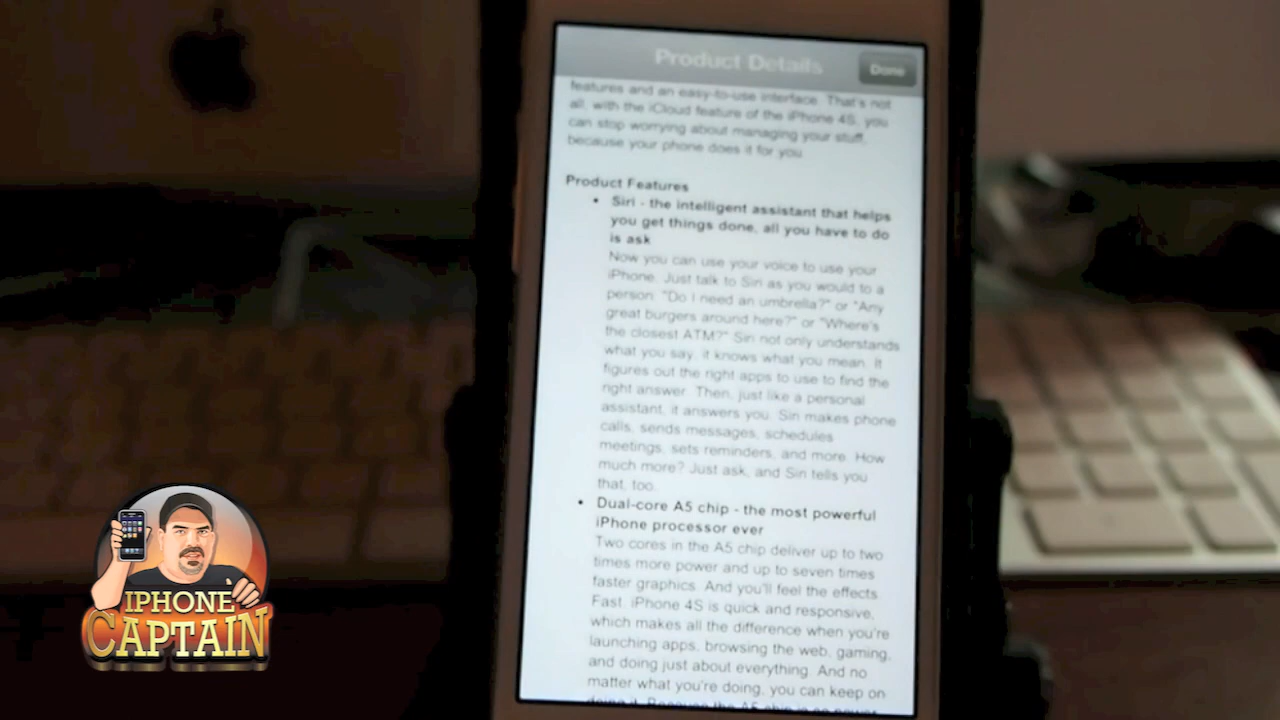 Product Details
Done
features and an easy-to-use interface. That's not
all, with the iCloud feature of the iPhone 4S, you
can stop worrying about managing your stuff,
because your phone does it for you.
Product Features
• Siri - the intelligent assistant that helps
you get things done, all you have to do
is ask
Now you can use your voice to use your
iPhone. Just talk to Siri as you would to a
person: "Do I need an umbrella?" or "Any
great burgers around here?" or "Where's
the closest ATM?" Siri not only understands
what you say, it knows what you mean. It
figures out the right apps to use to find the
right answer. Then, just like a personal
assistant, it answers you. Siri makes phone
calls, sends messages, schedules
meetings, sets reminders, and more. How
much more? Just ask, and Siri tells you
that, too.
• Dual-core A5 chip - the most powerful
iPhone processor ever
Two cores in the A5 chip deliver up to two
times more power and up to seven times
faster graphics. And you'll feel the effects.
Fast. iPhone 4S is quick and responsive,
which makes all the difference when you're
launching apps, browsing the web, gaming,
and doing just about everything. And no
matter what you're doing, you can keep on
doing it. Because the A5 chip is so power
IPHONE
CAPTAIN